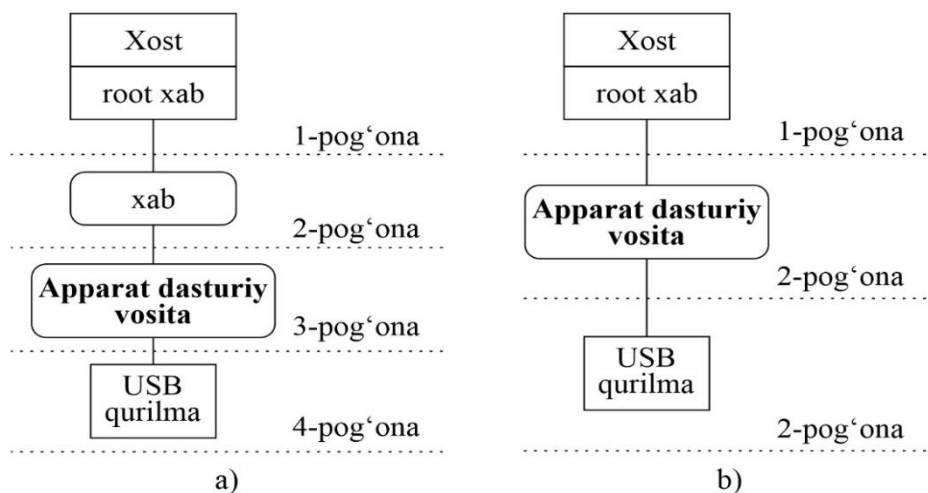 Xost
root xab
1-pog‘ona
xab
2-pog‘ona
Apparat dasturiy
vosita
3-pog‘ona
USB
qurilma
4-pog‘ona
a)
Xost
root xab
1-pog‘ona
Apparat dasturiy
vosita
2-pog‘ona
USB
qurilma
2-pog‘ona
b)